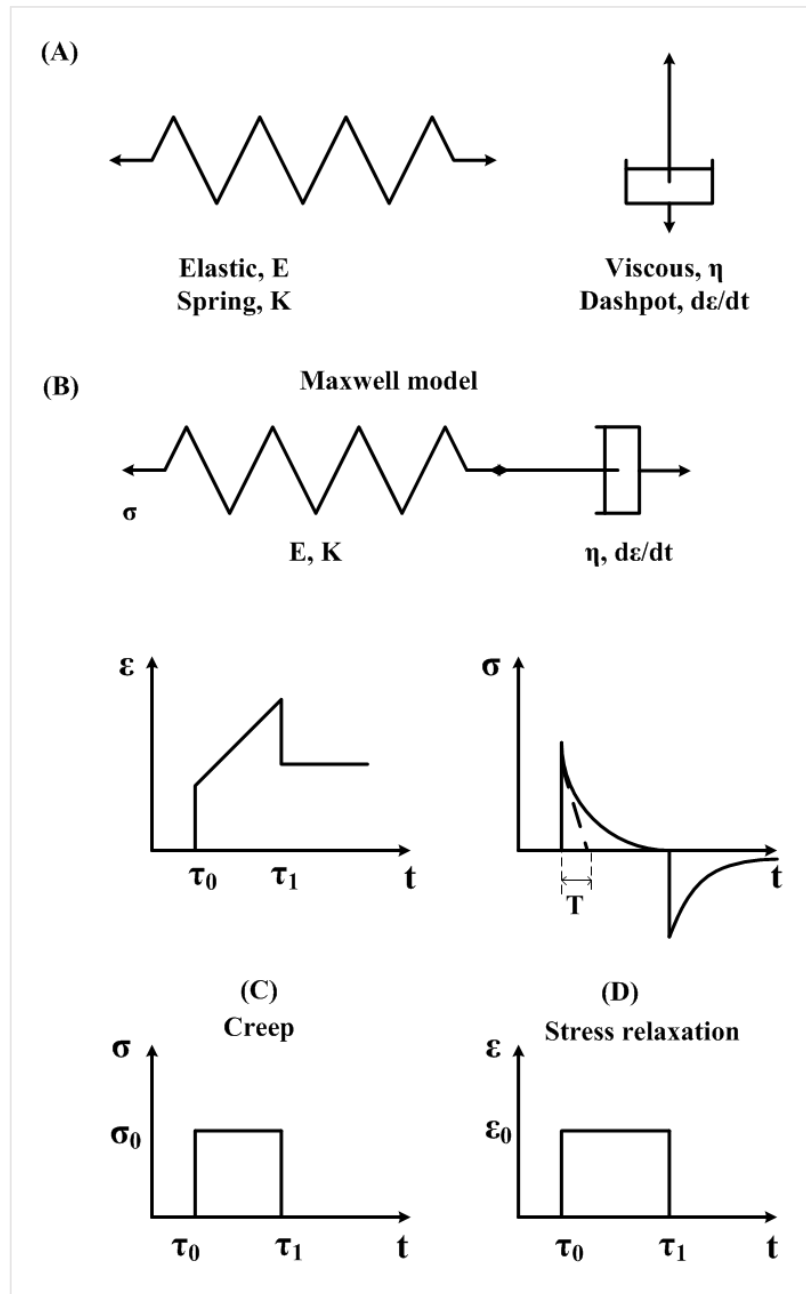 (A)
Elastic, E
Spring, K
Viscous, η
Dashpot, dε/dt
(B)
Maxwell model
σ
E, K
η, dε/dt
ε
τ0
τ1
t
σ
T
t
(C)
Creep
σ
σ0
τ0
τ1
t
(D)
Stress relaxation
ε
ε0
τ0
τ1
t